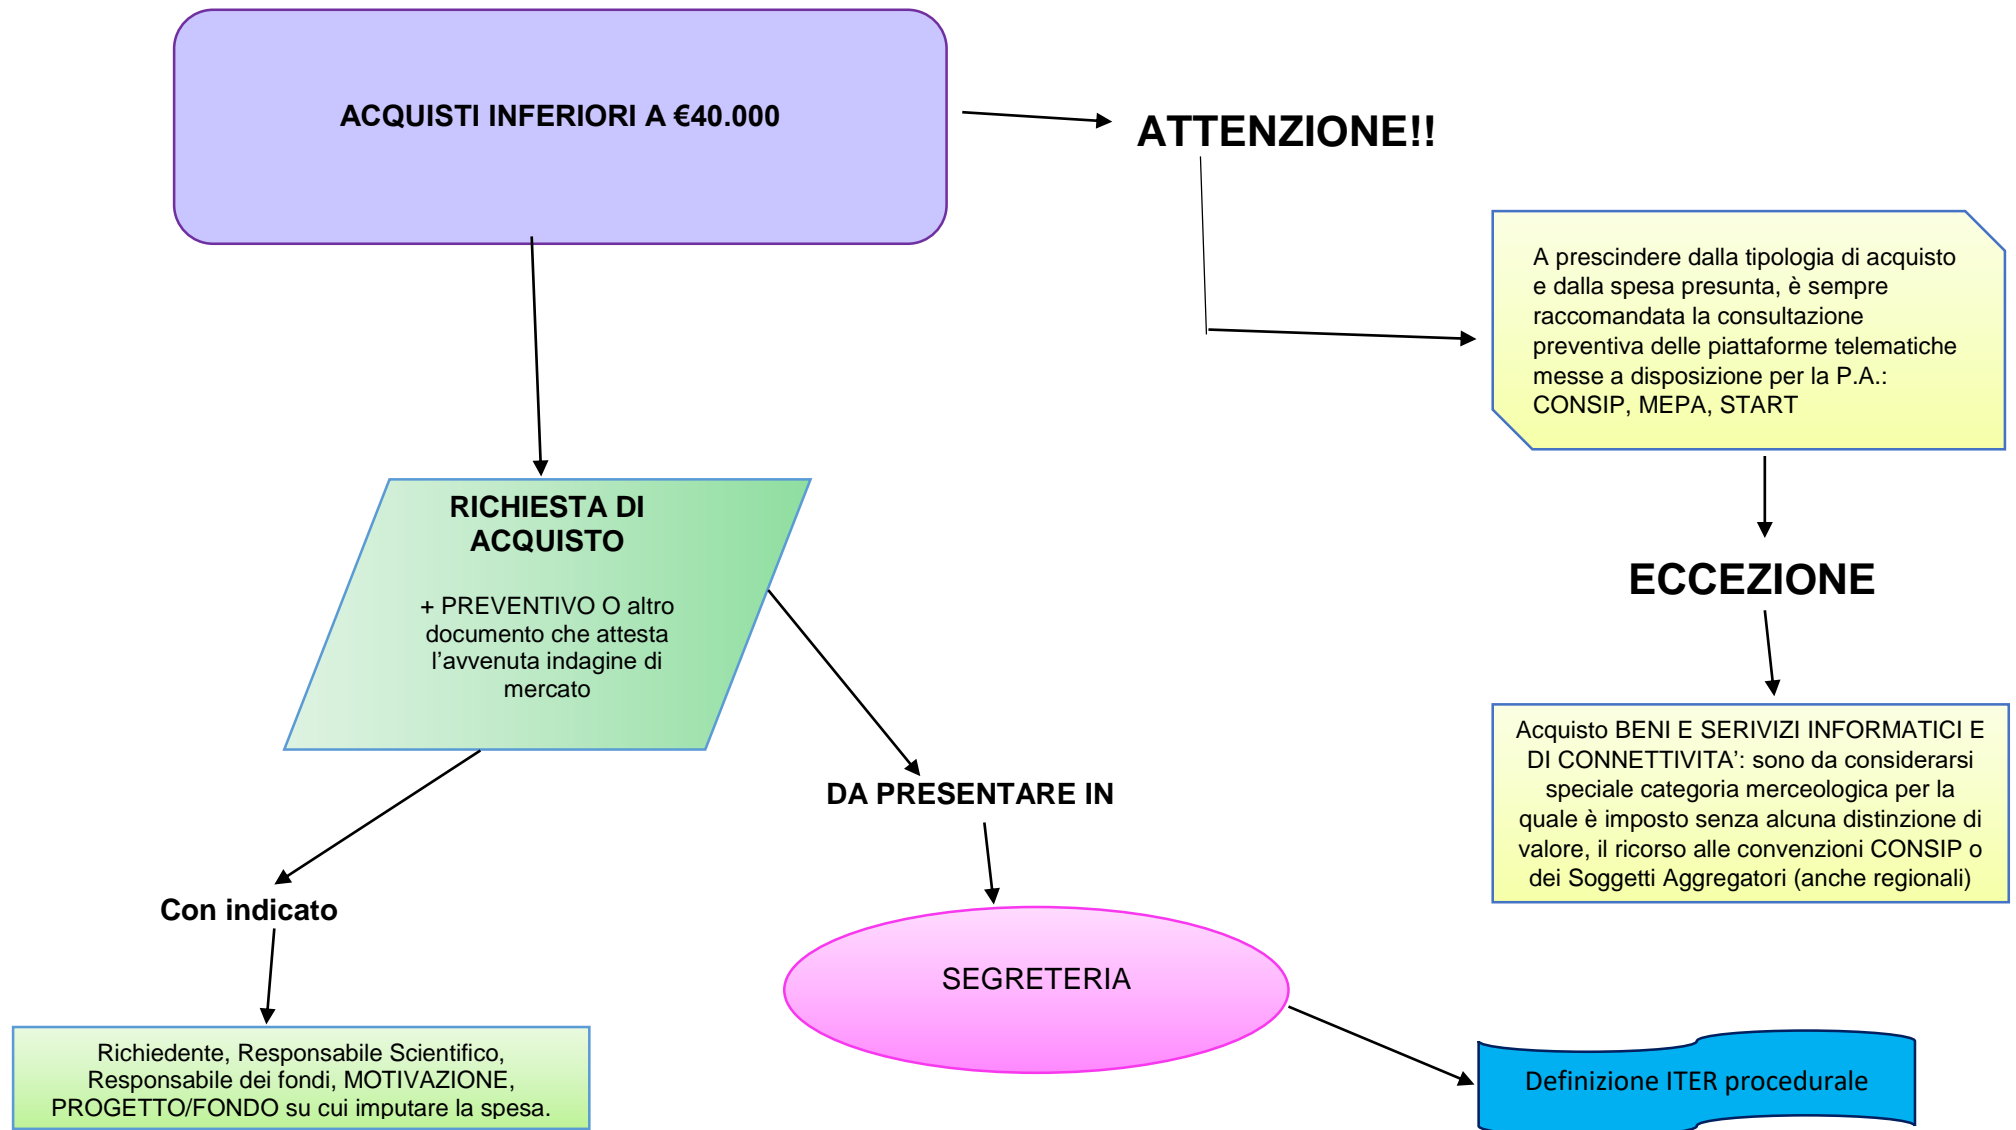 ACQUISTI INFERIORI A €40.000
ATTENZIONE!!
A prescindere dalla tipologia di acquisto
e dalla spesa presunta, è sempre
raccomandata la consultazione
preventiva delle piattaforme telematiche
messe a disposizione per la P.A.:
CONSIP, MEPA, START
ECCEZIONE
Acquisto BENI E SERIVIZI INFORMATICI E
DI CONNETTIVITA’: sono da considerarsi
speciale categoria merceologica per la
quale è imposto senza alcuna distinzione di
valore, il ricorso alle convenzioni CONSIP o
dei Soggetti Aggregatori (anche regionali)
RICHIESTA DI
ACQUISTO
+ PREVENTIVO O altro
documento che attesta
l’avvenuta indagine di
mercato
DA PRESENTARE IN
Con indicato
SEGRETERIA
Richiedente, Responsabile Scientifico,
Responsabile dei fondi, MOTIVAZIONE,
PROGETTO/FONDO su cui imputare la spesa.
Definizione ITER procedurale